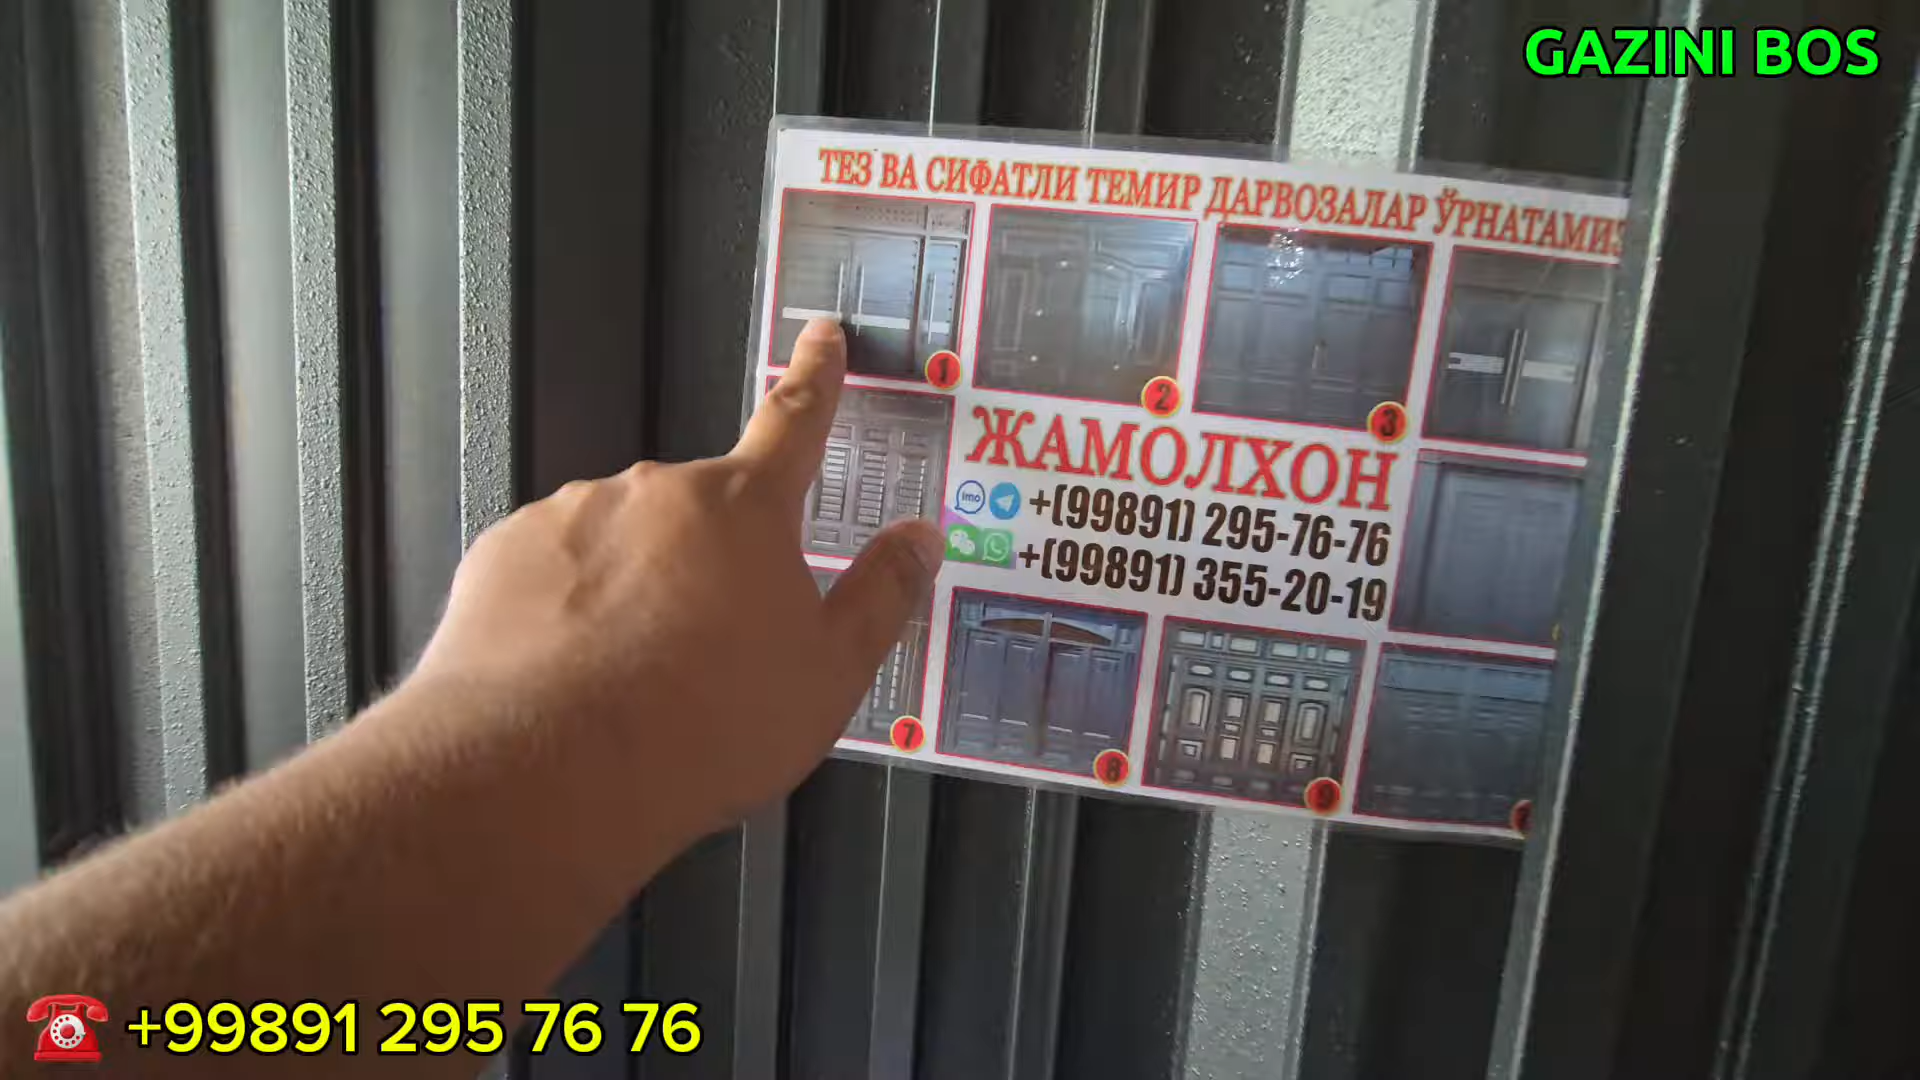 GAZINI BOS
ТЕЗ ВА СИФАТЛИ ТЕМИР ДАРВОЗАЛАР ЎРНАТАМИЗ
1
2
3
ЖАМОЛХОН
imo +(99891) 295-76-76
+(99891) 355-20-19
7
8
9
+99891 295 76 76